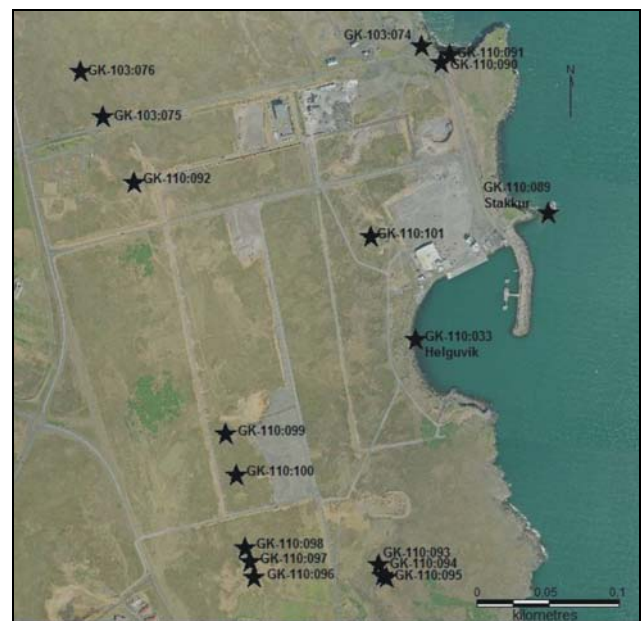 GK-103:074
GK-110:091
GK-110:090
GK-103:076
N
GK-103:075
GK-110:092
GK-110:089
Stakkur
GK-110:101
GK-110:033
Helguvik
GK-110:099
GK-110:100
GK-110:098
GK-110:097
GK-110:096
GK-110:093
GK-110:094
GK-110:095
0 0.05 0.1
kilometres